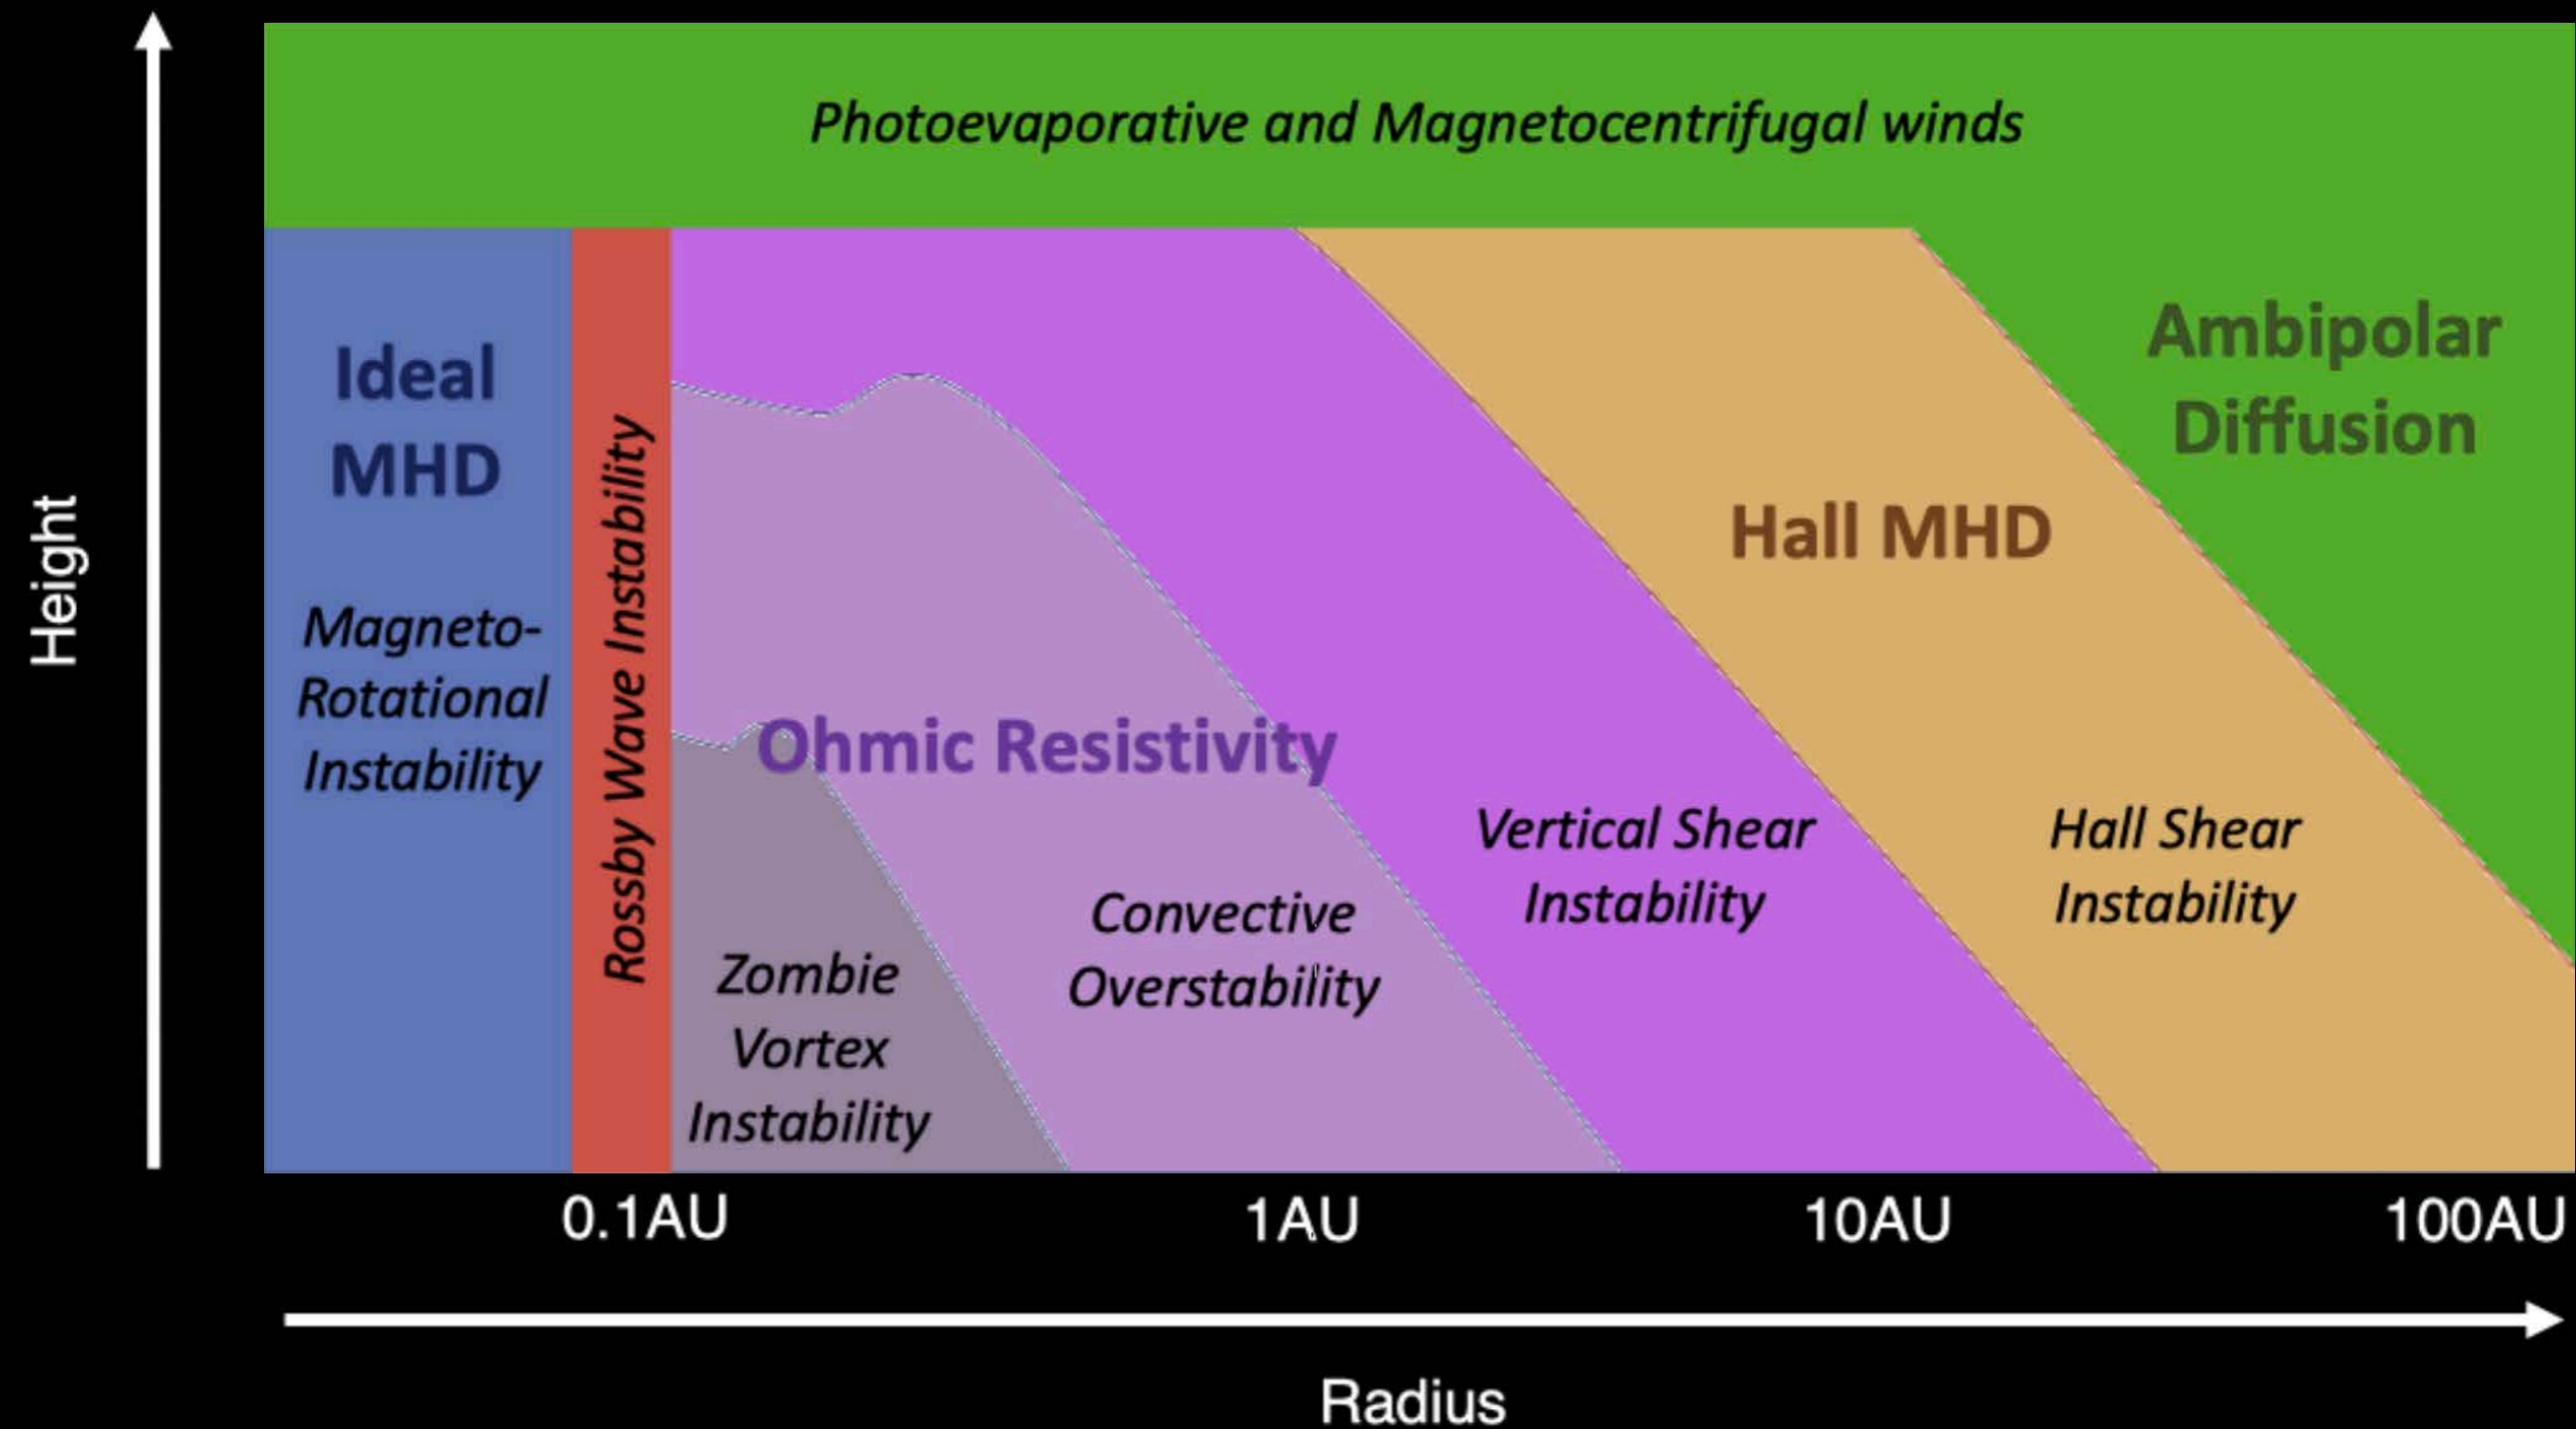 Photoevaporative and Magnetocentrifugal winds
Height
Ideal
MHD
Magneto-
Rotational
Instability
Rossby Wave Instability
Ohmic Resistivity
Zombie
Vortex
Instability
Convective
Overstability
Vertical Shear
Instability
Hall MHD
Hall Shear
Instability
Ambipolar
Diffusion
0.1AU
1AU
10AU
100AU
Radius